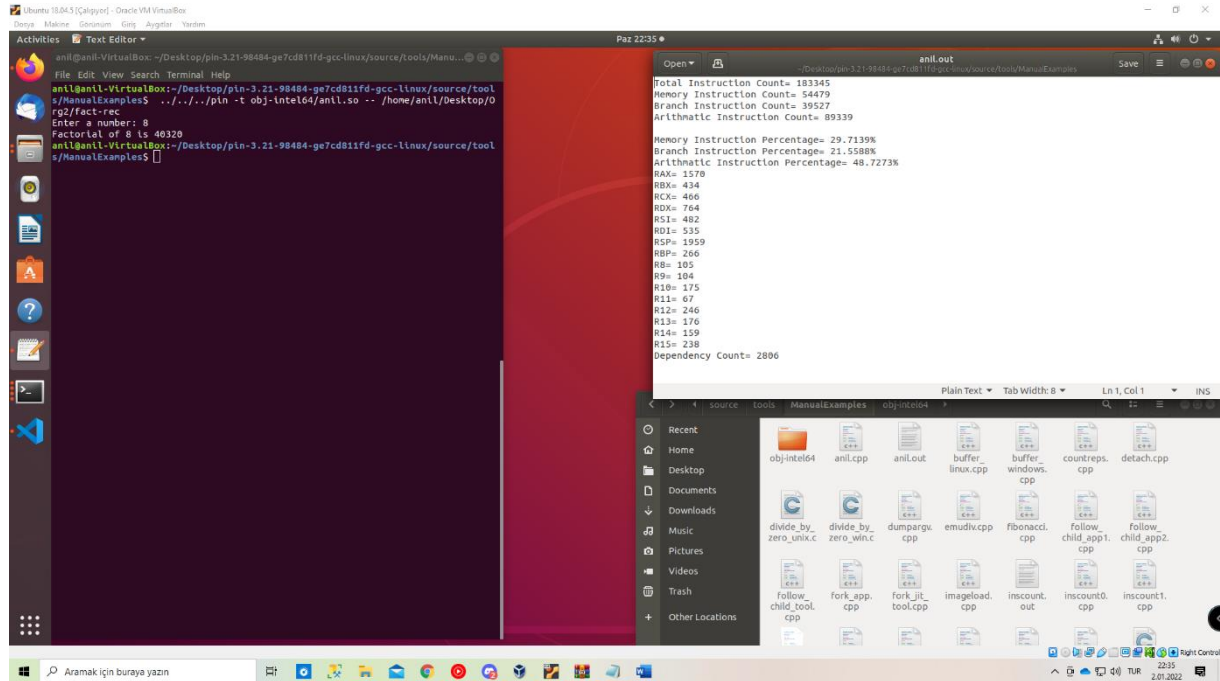 Ubuntu 18.04.5 [Çalışıyor] - Oracle VM VirtualBox
Dosya Makine Görünüm Giriş Aygıtlar Yardım
Activities Text Editor Paz 22:35
anil@anil-VirtualBox: ~/Desktop/pin-3.21-98484-ge7cd811fd-gcc-linux/source/tools/Manu...
File Edit View Search Terminal Help
anil@anil-VirtualBox:~/Desktop/pin-3.21-98484-ge7cd811fd-gcc-linux/source/tool
s/ManualExamples$ ../../../pin -t obj-intel64/anil.so -- /home/anil/Desktop/O
rg2/fact-rec
Enter a number: 8
Factorial of 8 is 40320
anil@anil-VirtualBox:~/Desktop/pin-3.21-98484-ge7cd811fd-gcc-linux/source/tool
s/ManualExamples$
Open anil.out Save
~/Desktop/pin-3.21-98484-ge7cd811fd-gcc-linux/source/tools/ManualExamples
Total Instruction Count= 183345
Memory Instruction Count= 54479
Branch Instruction Count= 39527
Arithmatic Instruction Count= 89339
Memory Instruction Percentage= 29.7139%
Branch Instruction Percentage= 21.5588%
Arithmatic Instruction Percentage= 48.7273%
RAX= 1570
RBX= 434
RCX= 466
RDX= 764
RSI= 482
RDI= 535
RSP= 1959
RBP= 266
R8= 105
R9= 104
R10= 175
R11= 67
R12= 246
R13= 176
R14= 159
R15= 238
Dependency Count= 2806
Plain Text Tab Width: 8 Ln 1, Col 1 INS
source tools ManualExamples obj-intel64
Recent
Home
Desktop
Documents
Downloads
Music
Pictures
Videos
Trash
Other Locations
obj-intel64 anil.cpp anil.out buffer_linux.cpp buffer_windows.cpp countreps.cpp detach.cpp
divide_by_zero_unix.c divide_by_zero_win.c dumpargv.cpp emudiv.cpp fibonacci.cpp follow_child_app1.cpp follow_child_app2.cpp
follow_child_tool.cpp fork_app.cpp fork_jit_tool.cpp imageload.cpp inscount.out inscount0.cpp inscount1.cpp
Right Control
Aramak için buraya yazın
TUR
22:35
2.01.2022